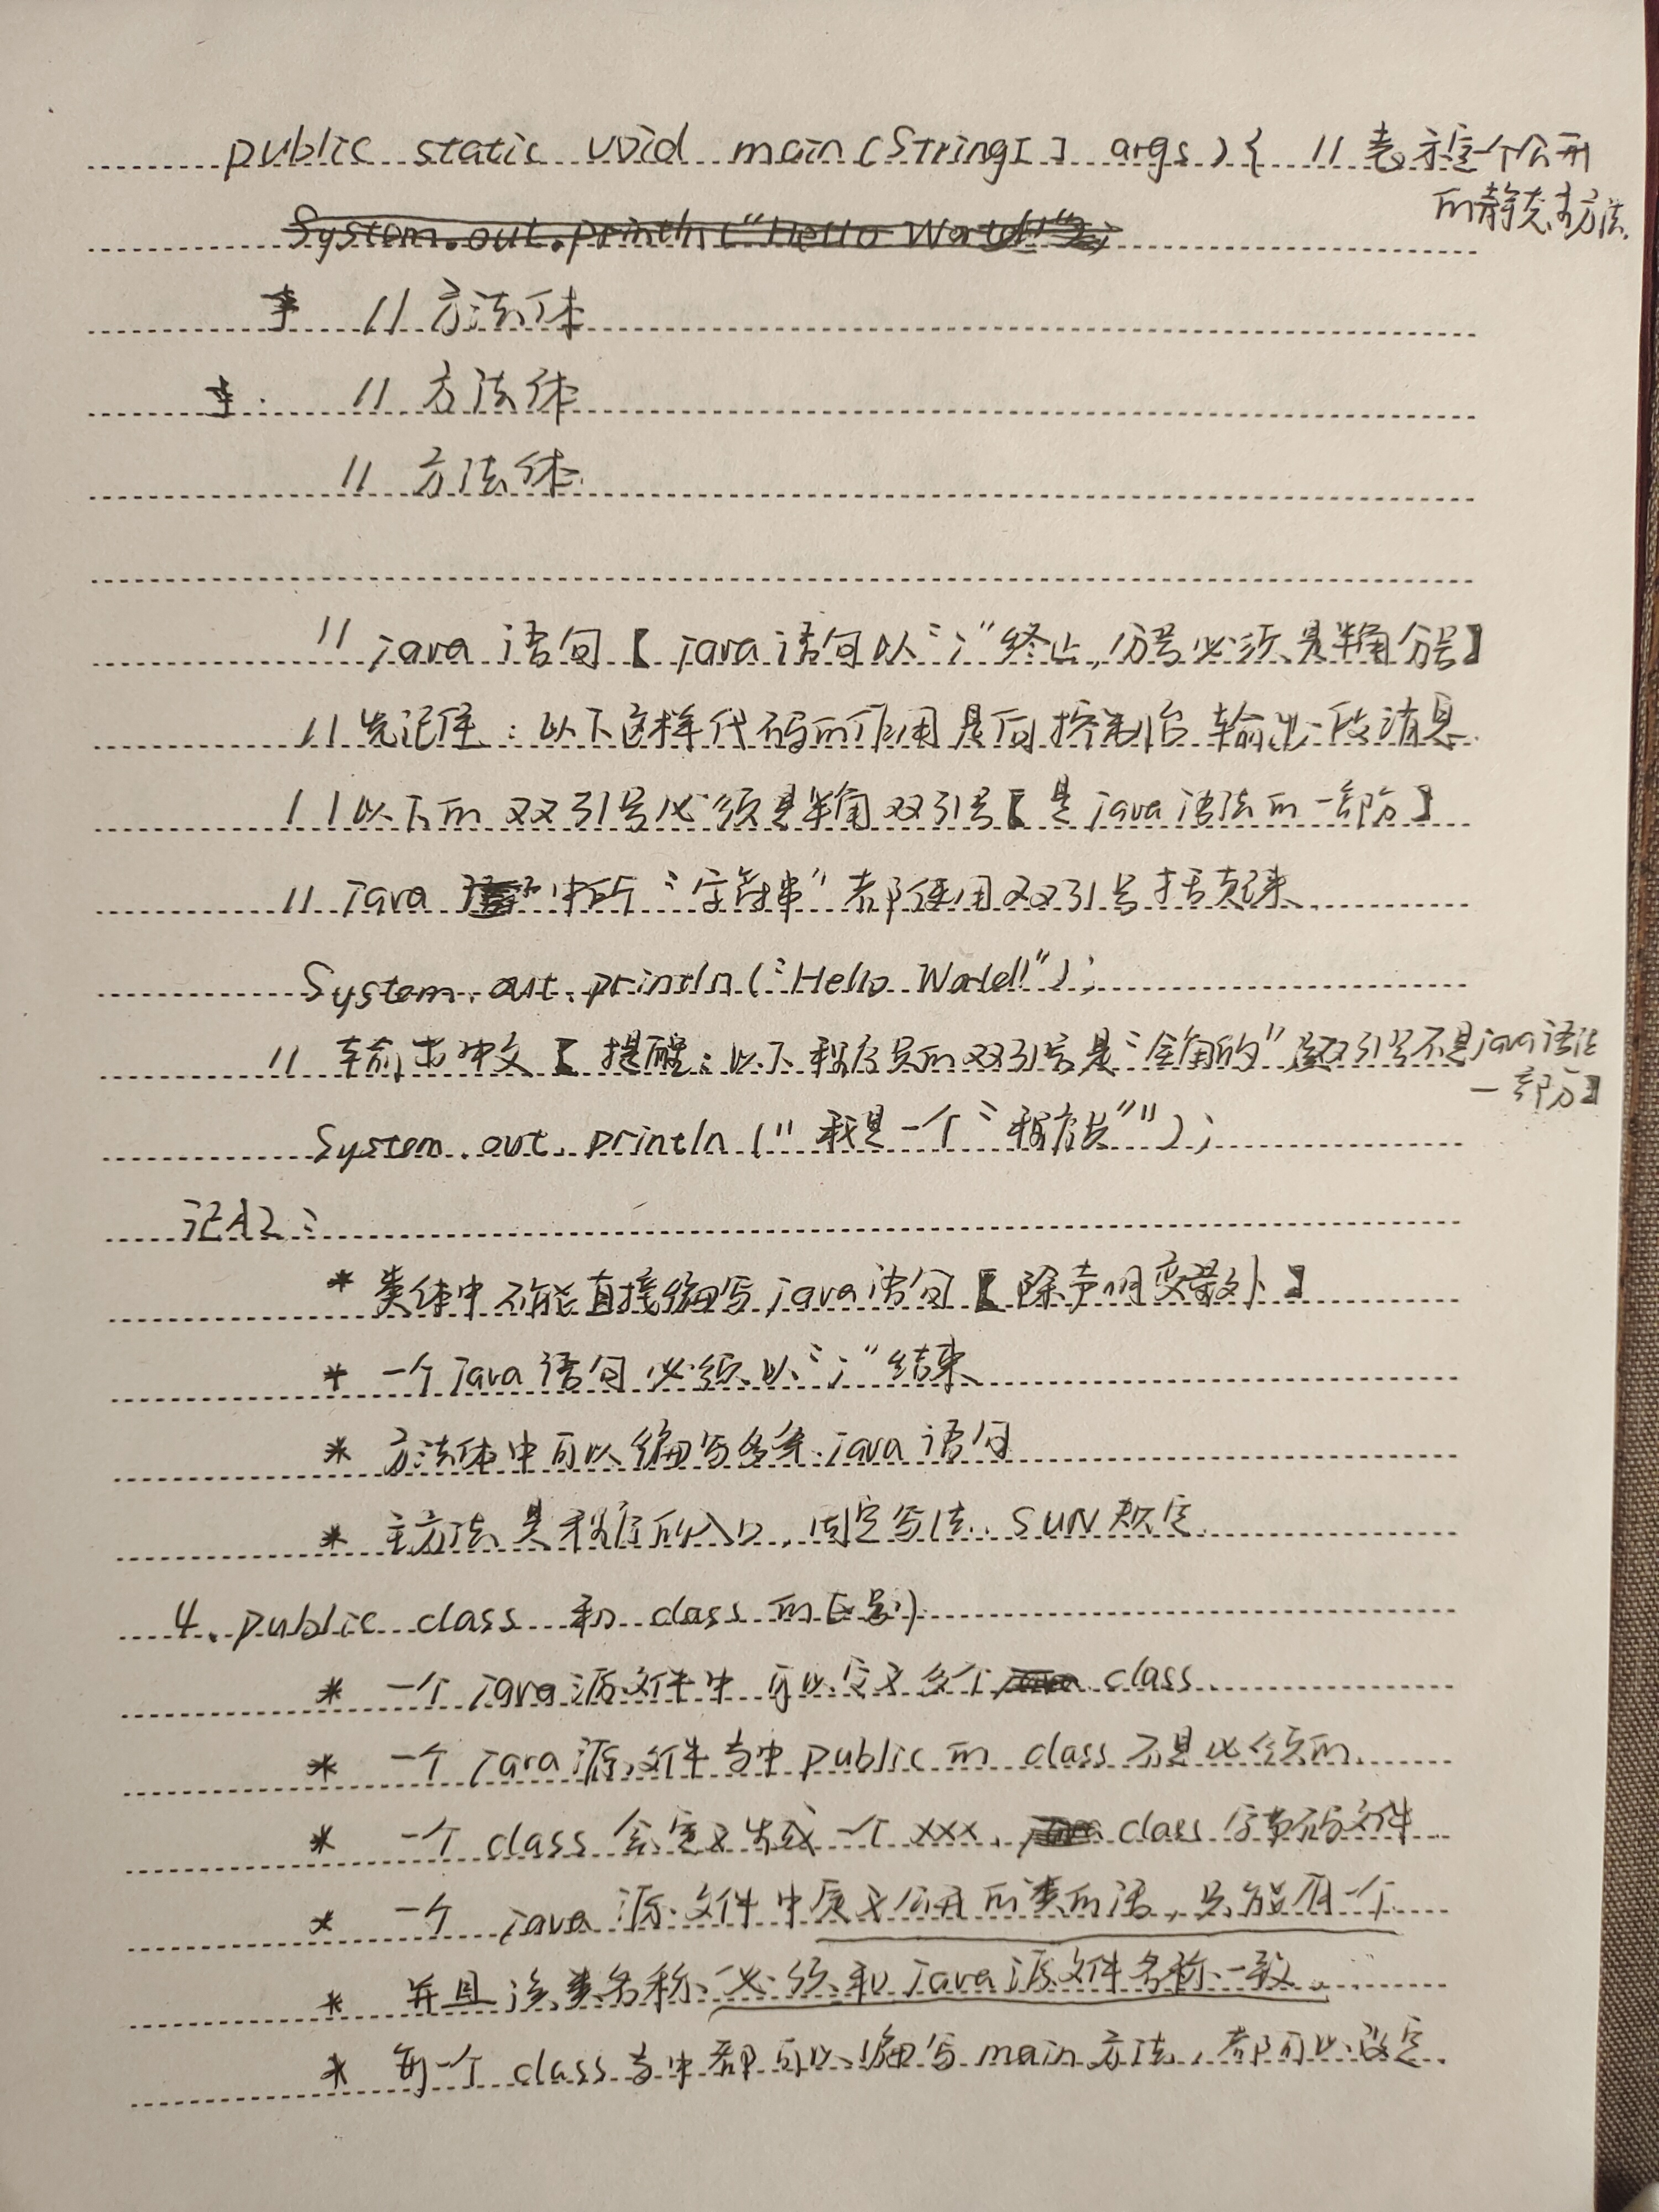 public static void main(String[] args){ // 表示定义一个公开
的静态主方法.
System.out.println("Hello World!");
// 方法体
// 方法体
// 方法体
// java 语句【java 语句以“;”终止,分号必须是半角分号】
// 先记住:以下这样代码的作用是向控制台输出一段消息.
// 以下的双引号必须是半角双引号【是java语法的一部分】
// Java 中所“字符串”都使用双引号括起来
System.out.println("Hello World!");
// 输出中文【提醒:以下程序员的双引号是“全角的”,这双引号不是java语法
一部分】
System.out.println("我是一个“程序员”");
记忆:
* 类体中不能直接编写java语句【除声明变量外】
* 一个Java语句必须以“;”结束
* 方法体中可以编写多条java语句
* 主方法是程序的入口,固定写法,SUN规定
4.public class 和 class 的区别
* 一个Java源文件中可以定义多个 class
* 一个Java源文件当中public的class不是必须的.
* 一个class会定义生成一个xxx.class字节码文件
* 一个java源文件中定义公开的类的话,只能有一个
* 并且该类名称必须和Java源文件名称一致。
* 每一个class当中都可以编写main方法,都可以设定